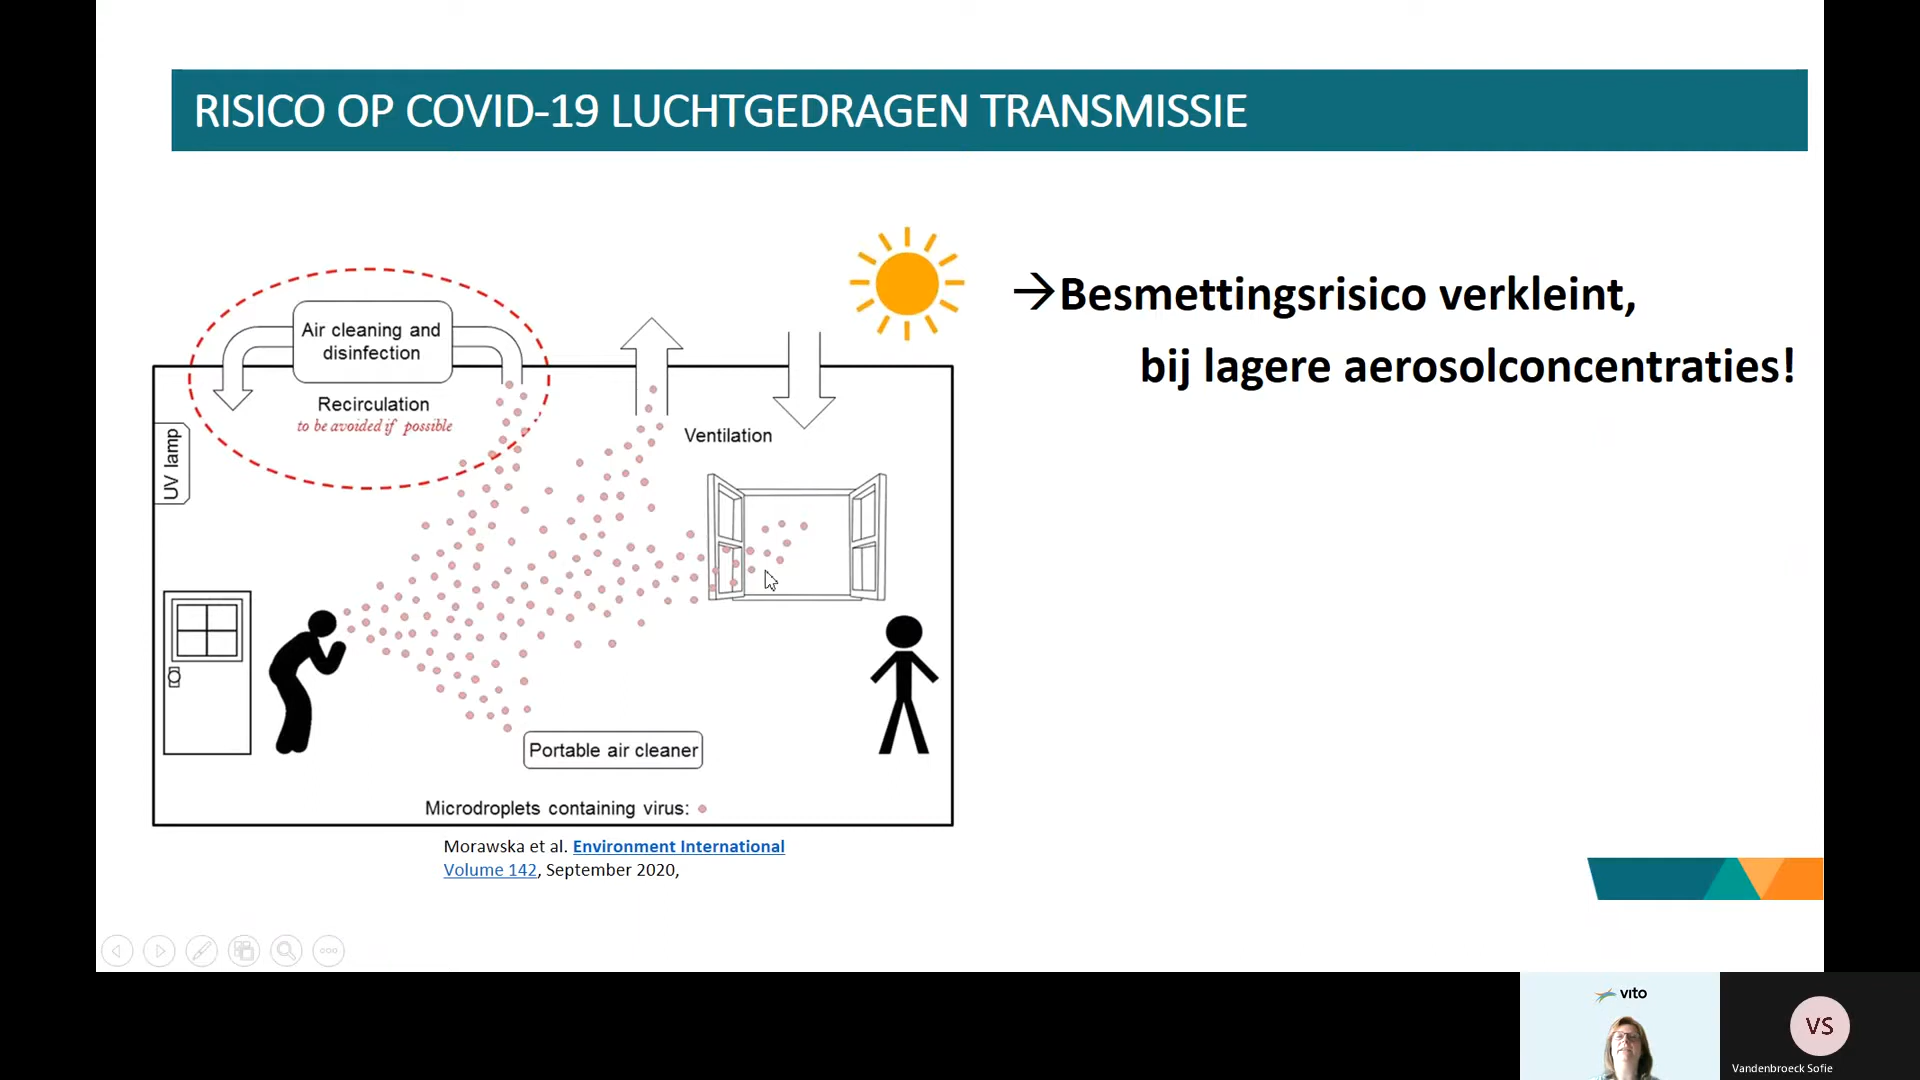 RISICO OP COVID-19 LUCHTGEDRAGEN TRANSMISSIE
Air cleaning and
disinfection
Recirculation
to be avoided if possible
UV lamp
Ventilation
Portable air cleaner
Microdroplets containing virus:
Morawska et al. Environment International
Volume 142, September 2020,
→Besmettingsrisico verkleint,
bij lagere aerosolconcentraties!
vito
VS
Vandenbroeck Sofie